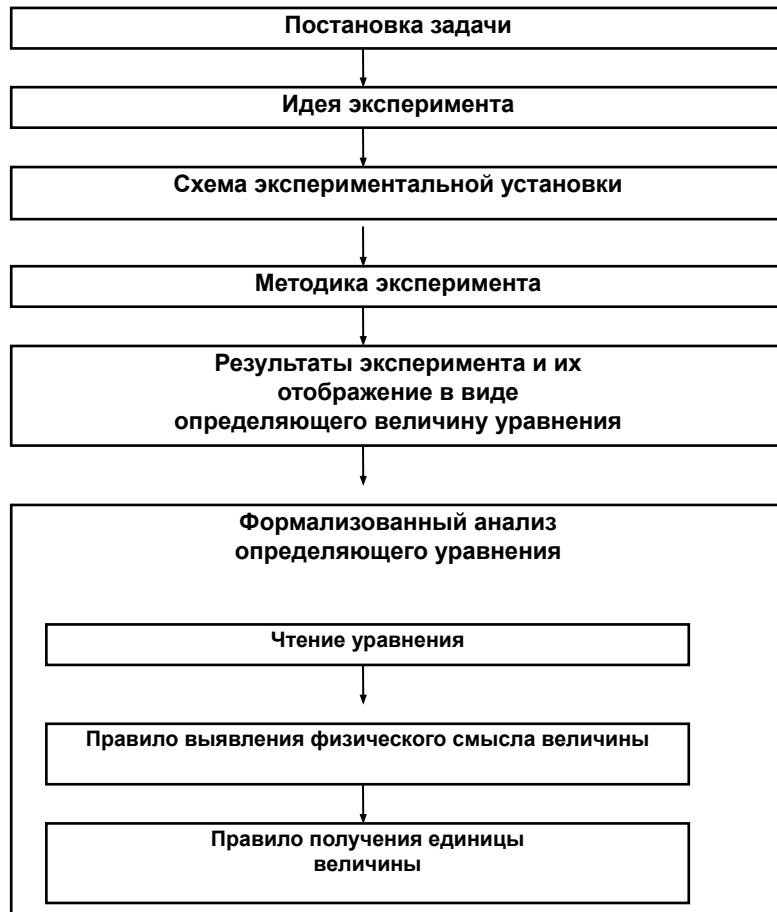 Постановка задачи
Идея эксперимента
Схема экспериментальной установки
Методика эксперимента
Результаты эксперимента и их
отображение в виде
определяющего величину уравнения
Формализованный анализ
определяющего уравнения
Чтение уравнения
Правило выявления физического смысла величины
Правило получения единицы
величины